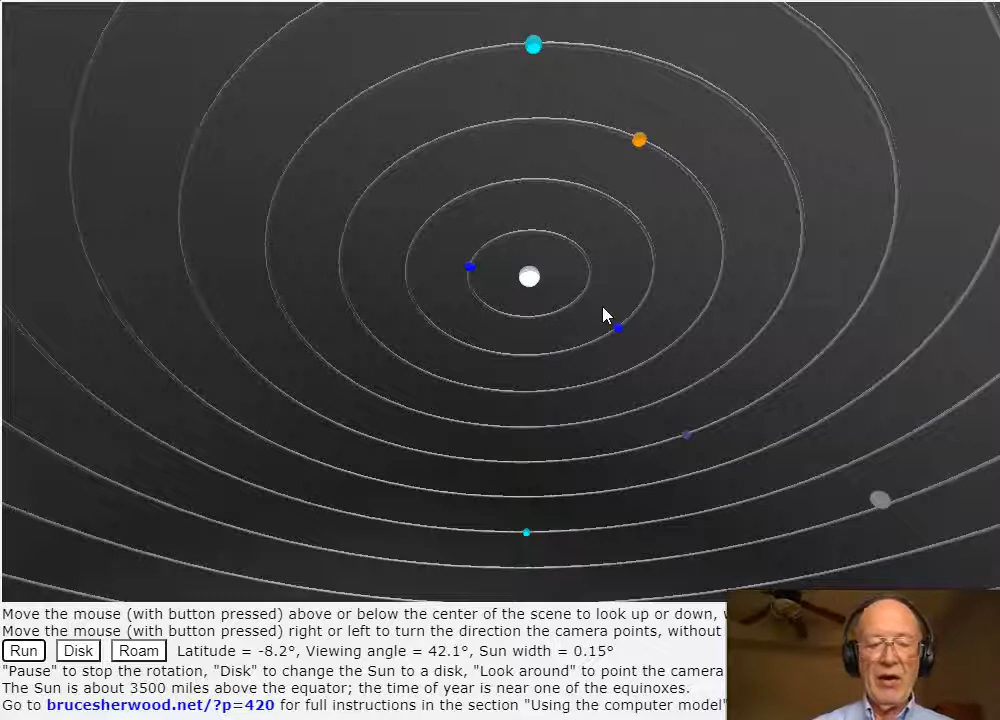 Move the mouse (with button pressed) above or below the center of the scene to look up or down,
Move the mouse (with button pressed) right or left to turn the direction the camera points, without
Run Disk Roam Latitude = -8.2°, Viewing angle = 42.1°, Sun width = 0.15°
"Pause" to stop the rotation, "Disk" to change the Sun to a disk, "Look around" to point the camera
The Sun is about 3500 miles above the equator; the time of year is near one of the equinoxes.
Go to brucesherwood.net/?p=420 for full instructions in the section "Using the computer model"